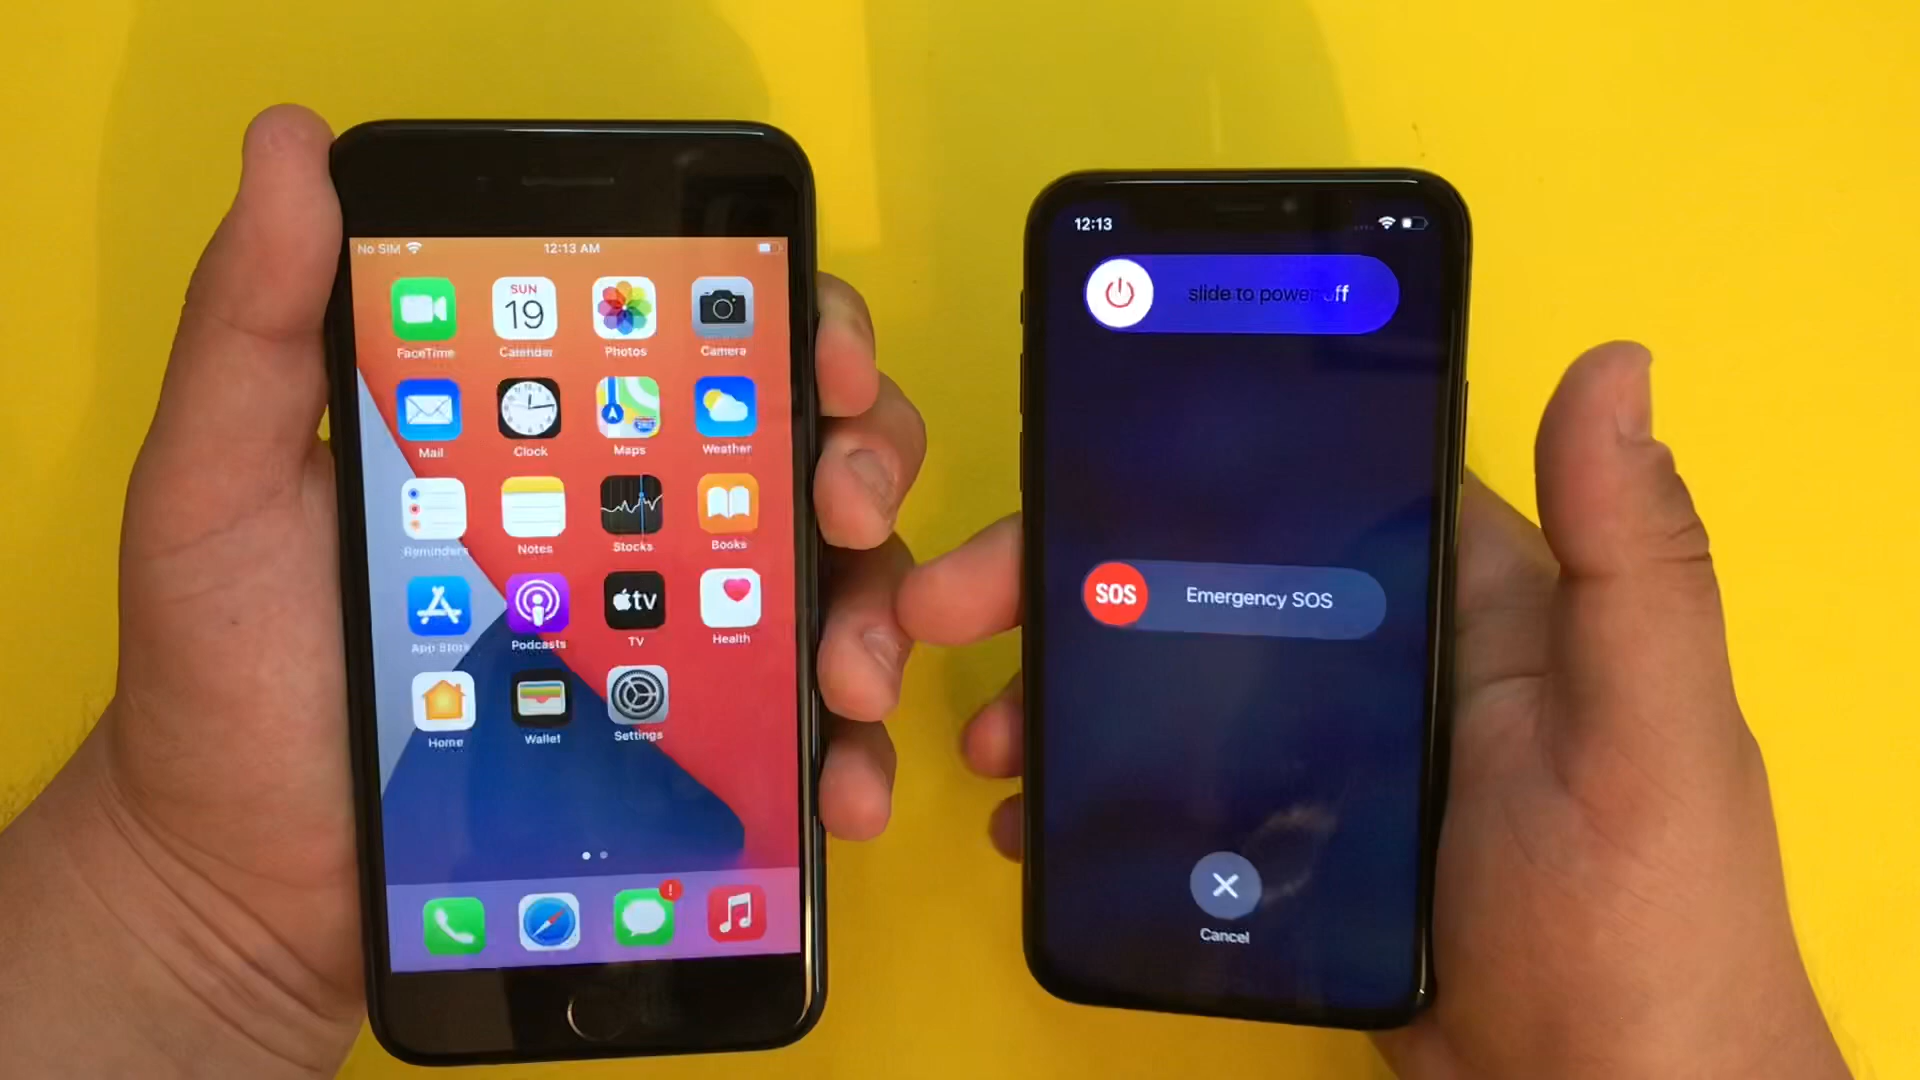 No SIM
12:13 AM
SUN
19
FaceTime
Calendar
Photos
Camera
Mail
Clock
Maps
Weather
Reminders
Notes
Stocks
Books
App Store
Podcasts
tv
TV
Health
Home
Wallet
Settings
!
12:13
slide to power off
SOS
Emergency SOS
Cancel